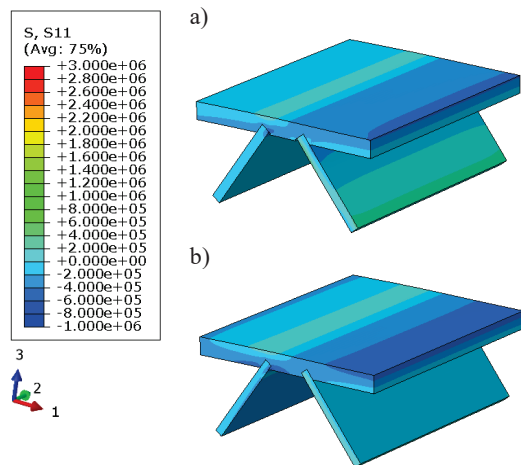 S, S11
(Avg: 75%)
+3.000e+06
+2.800e+06
+2.600e+06
+2.400e+06
+2.200e+06
+2.000e+06
+1.800e+06
+1.600e+06
+1.400e+06
+1.200e+06
+1.000e+06
+8.000e+05
+6.000e+05
+4.000e+05
+2.000e+05
+0.000e+00
-2.000e+05
-4.000e+05
-6.000e+05
-8.000e+05
-1.000e+06
3
2
1
a)
b)